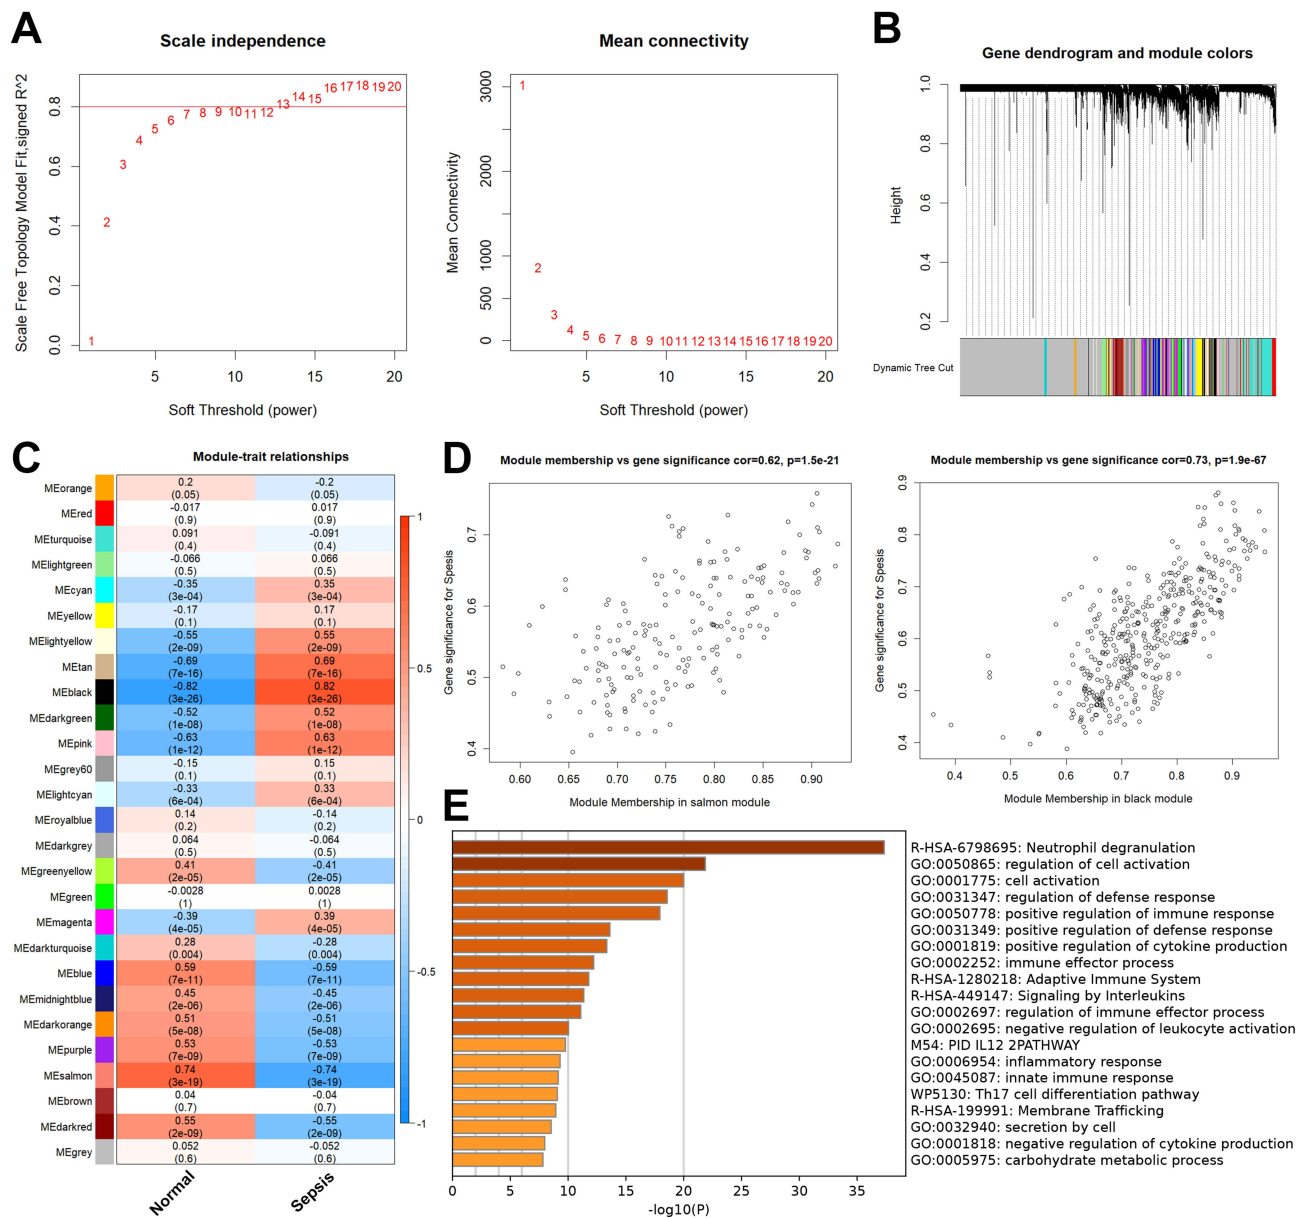 A
Scale independence
Scale Free Topology Model Fit,signed R^2
0.0
0.2
0.4
0.6
0.8
1
2
3
4
5
6
7
8
9
10
11
12
13
14
15
16
17
18
19
20
5
10
15
20
Soft Threshold (power)
Mean connectivity
Mean Connectivity
0
500
1000
2000
3000
1
2
3
4
5
6
7
8
9
10
11
12
13
14
15
16
17
18
19
20
5
10
15
20
Soft Threshold (power)
B
Gene dendrogram and module colors
Height
1.0
0.8
0.6
0.4
0.2
Dynamic Tree Cut
C
Module-trait relationships
MEorange 0.2 (0.05) -0.2 (0.05)
MEred -0.017 (0.9) 0.017 (0.9)
MEturquoise 0.091 (0.4) -0.091 (0.4)
MElightgreen -0.066 (0.5) 0.066 (0.5)
MEcyan -0.35 (3e-04) 0.35 (3e-04)
MEyellow -0.17 (0.1) 0.17 (0.1)
MElightyellow -0.55 (2e-09) 0.55 (2e-09)
MEtan -0.69 (7e-16) 0.69 (7e-16)
MEblack -0.82 (3e-26) 0.82 (3e-26)
MEdarkgreen -0.52 (1e-08) 0.52 (1e-08)
MEpink -0.63 (1e-12) 0.63 (1e-12)
MEgrey60 -0.15 (0.1) 0.15 (0.1)
MElightcyan -0.33 (6e-04) 0.33 (6e-04)
MEroyalblue 0.14 (0.2) -0.14 (0.2)
MEdarkgrey 0.064 (0.5) -0.064 (0.5)
MEgreenyellow 0.41 (2e-05) -0.41 (2e-05)
MEgreen -0.0028 (1) 0.0028 (1)
MEmagenta -0.39 (4e-05) 0.39 (4e-05)
MEdarkturquoise 0.28 (0.004) -0.28 (0.004)
MEblue 0.59 (7e-11) -0.59 (7e-11)
MEmidnightblue 0.45 (2e-06) -0.45 (2e-06)
MEdarkorange 0.51 (5e-08) -0.51 (5e-08)
MEpurple 0.53 (7e-09) -0.53 (7e-09)
MEsalmon 0.74 (3e-19) -0.74 (3e-19)
MEbrown 0.04 (0.7) -0.04 (0.7)
MEdarkred 0.55 (2e-09) -0.55 (2e-09)
MEgrey 0.052 (0.6) -0.052 (0.6)
Normal
Sepsis
1
0.5
0
-0.5
-1
D
Module membership vs gene significance cor=0.62, p=1.5e-21
Gene significance for Spesis
0.4
0.5
0.6
0.7
0.60
0.65
0.70
0.75
0.80
0.85
0.90
Module Membership in salmon module
Module membership vs gene significance cor=0.73, p=1.9e-67
Gene significance for Spesis
0.4
0.5
0.6
0.7
0.8
0.9
0.4
0.5
0.6
0.7
0.8
0.9
Module Membership in black module
E
R-HSA-6798695: Neutrophil degranulation
GO:0050865: regulation of cell activation
GO:0001775: cell activation
GO:0031347: regulation of defense response
GO:0050778: positive regulation of immune response
GO:0031349: positive regulation of defense response
GO:0001819: positive regulation of cytokine production
GO:0002252: immune effector process
R-HSA-1280218: Adaptive Immune System
R-HSA-449147: Signaling by Interleukins
GO:0002697: regulation of immune effector process
GO:0002695: negative regulation of leukocyte activation
M54: PID IL12 2PATHWAY
GO:0006954: inflammatory response
GO:0045087: innate immune response
WP5130: Th17 cell differentiation pathway
R-HSA-199991: Membrane Trafficking
GO:0032940: secretion by cell
GO:0001818: negative regulation of cytokine production
GO:0005975: carbohydrate metabolic process
0
5
10
15
20
25
30
35
-log10(P)